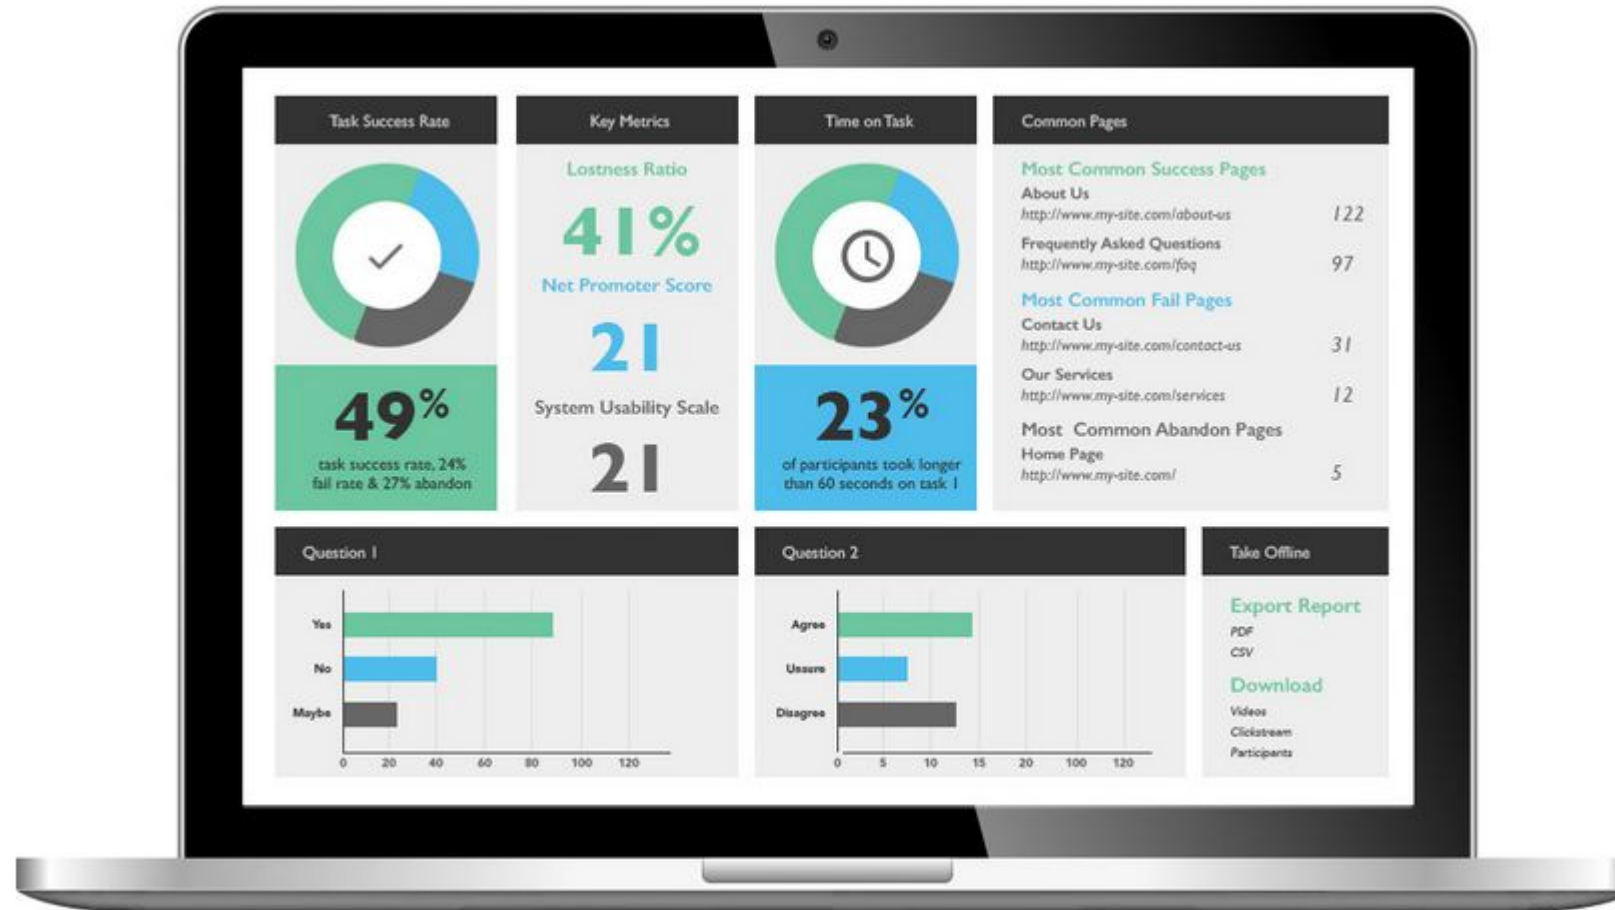 Task Success Rate
49%
task success rate, 24%
fail rate & 27% abandon
Key Metrics
Lostness Ratio
41%
Net Promoter Score
21
System Usability Scale
21
Time on Task
23%
of participants took longer
than 60 seconds on task 1
Common Pages
Most Common Success Pages
About Us
http://www.my-site.com/about-us 122
Frequently Asked Questions
http://www.my-site.com/faq 97
Most Common Fail Pages
Contact Us
http://www.my-site.com/contact-us 31
Our Services
http://www.my-site.com/services 12
Most Common Abandon Pages
Home Page
http://www.my-site.com/ 5
Question 1
Yes
No
Maybe
0 20 40 60 80 100 120
Question 2
Agree
Unsure
Disagree
0 5 10 15 20 100 120
Take Offline
Export Report
PDF
CSV
Download
Videos
Clickstream
Participants